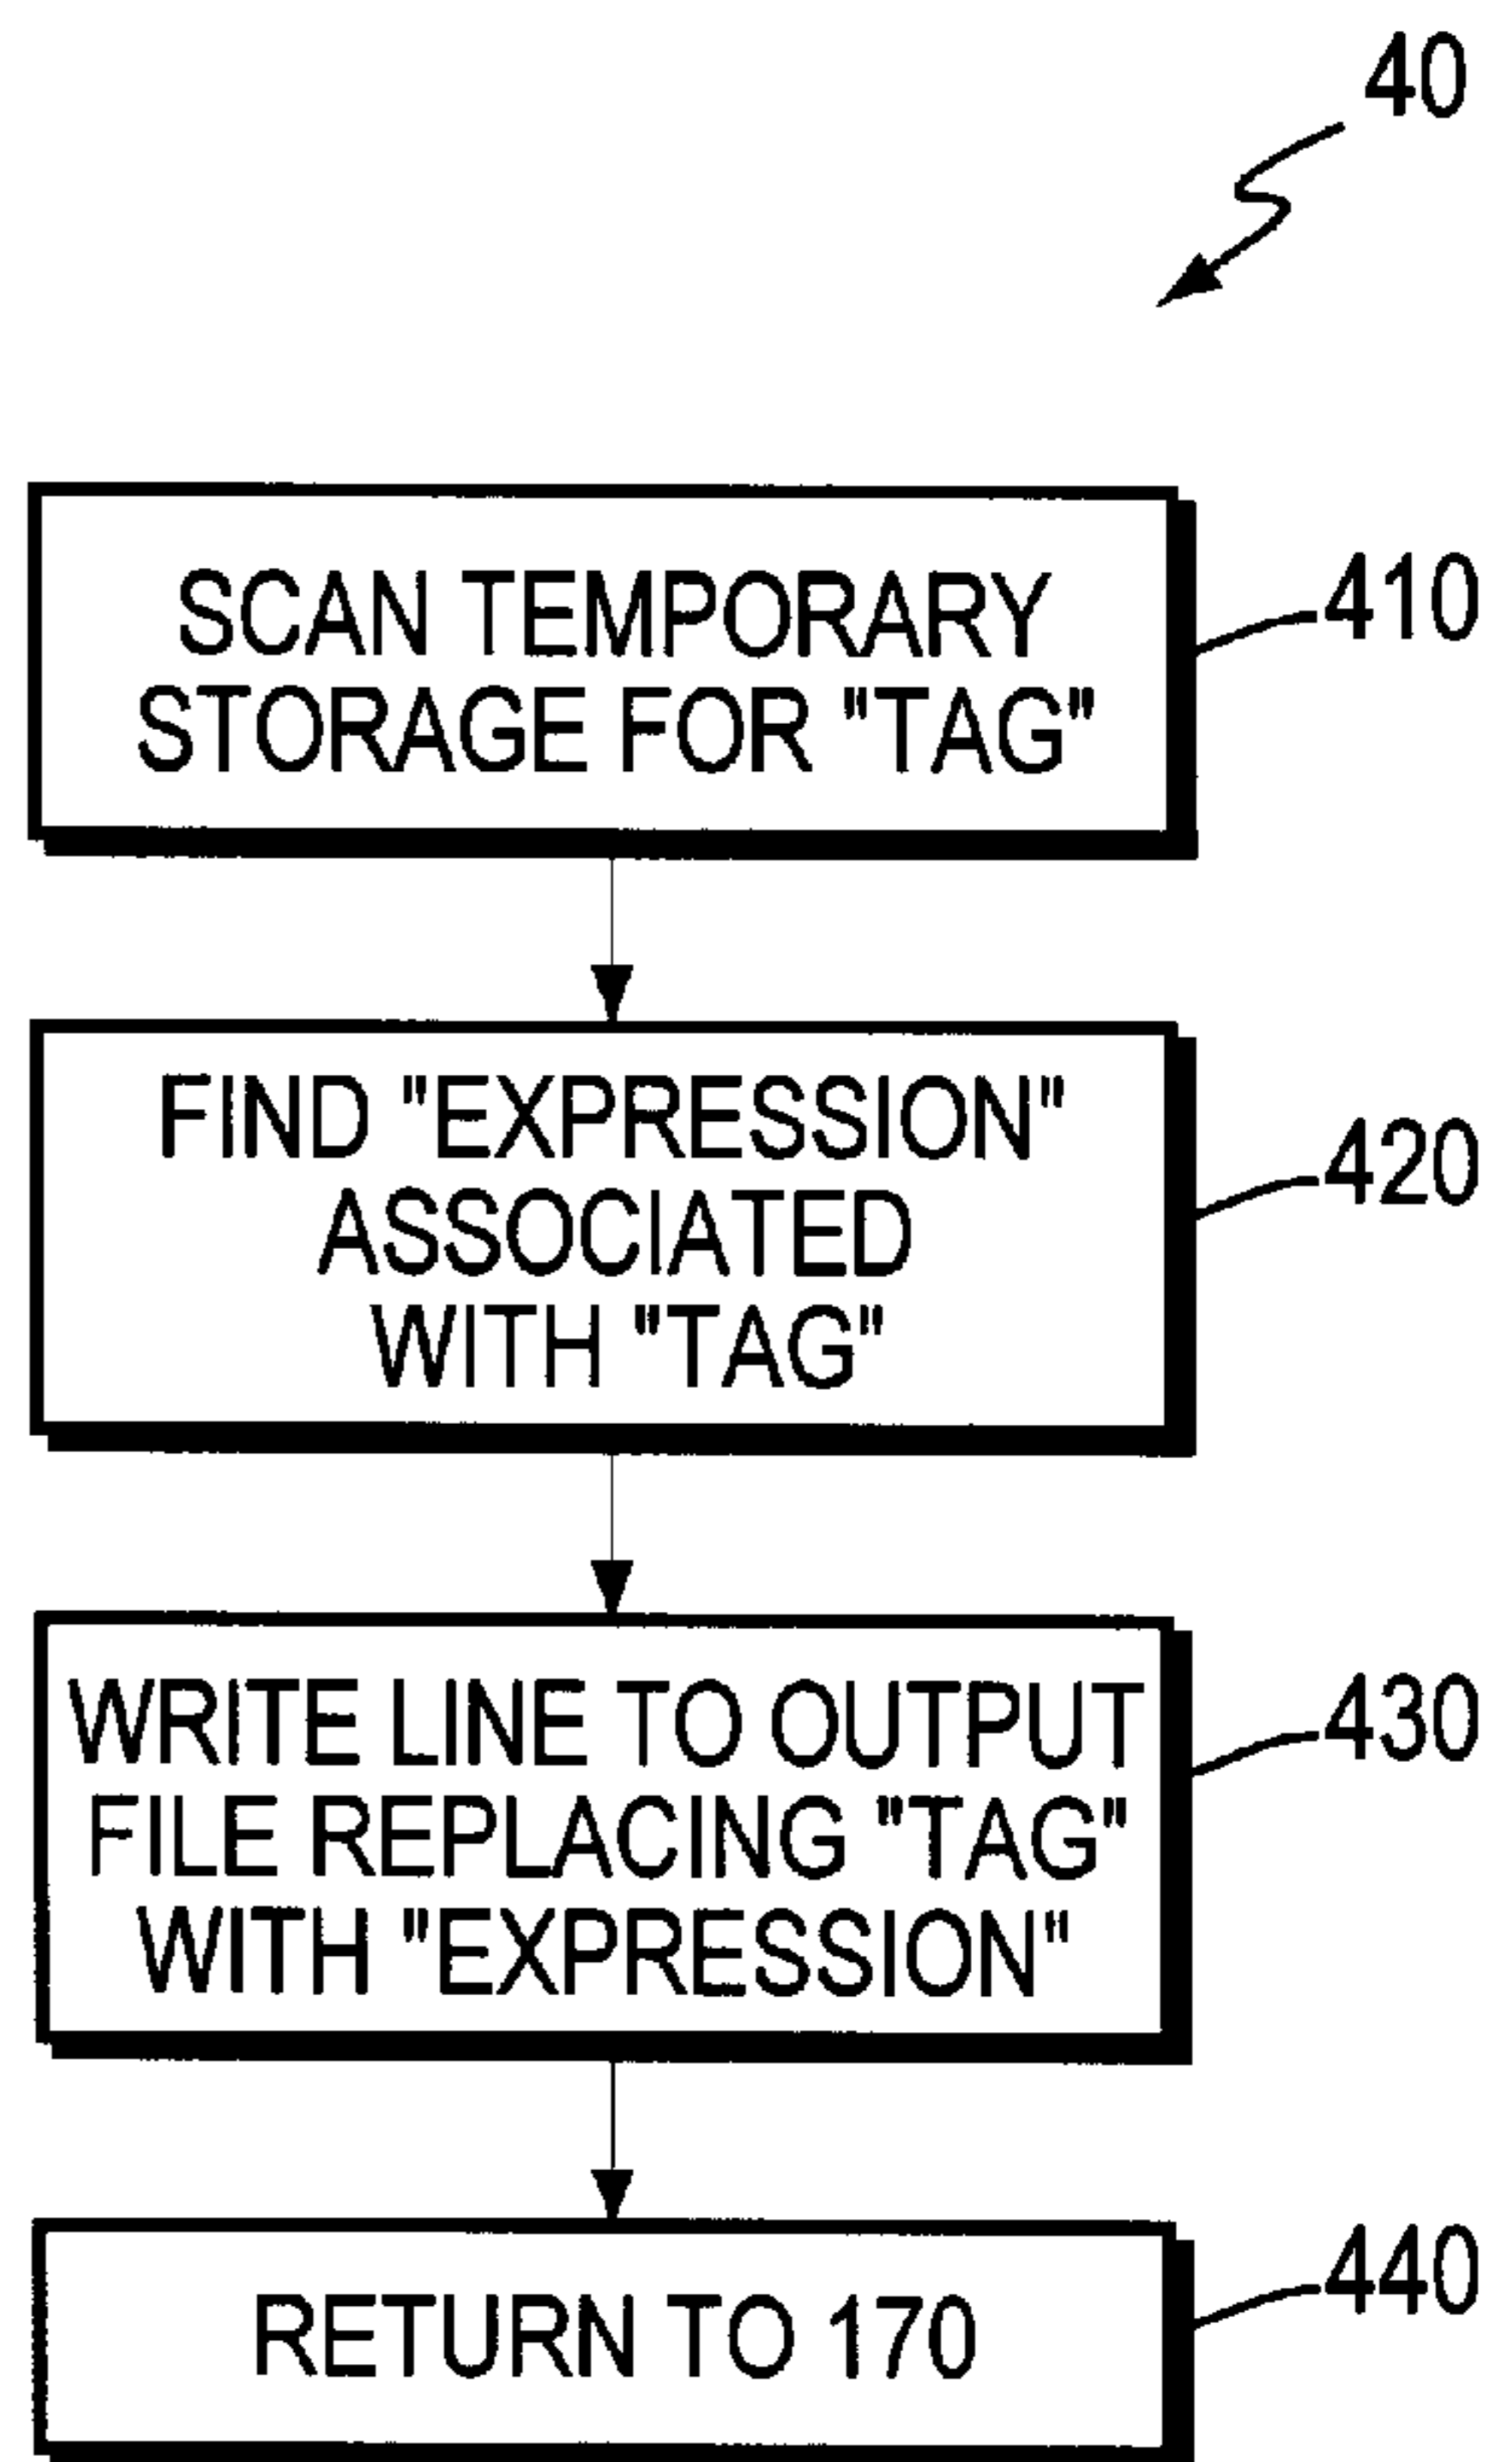 40
SCAN TEMPORARY
STORAGE FOR "TAG"
410
FIND "EXPRESSION"
ASSOCIATED
WITH "TAG"
420
WRITE LINE TO OUTPUT
FILE REPLACING "TAG"
WITH "EXPRESSION"
430
RETURN TO 170
440